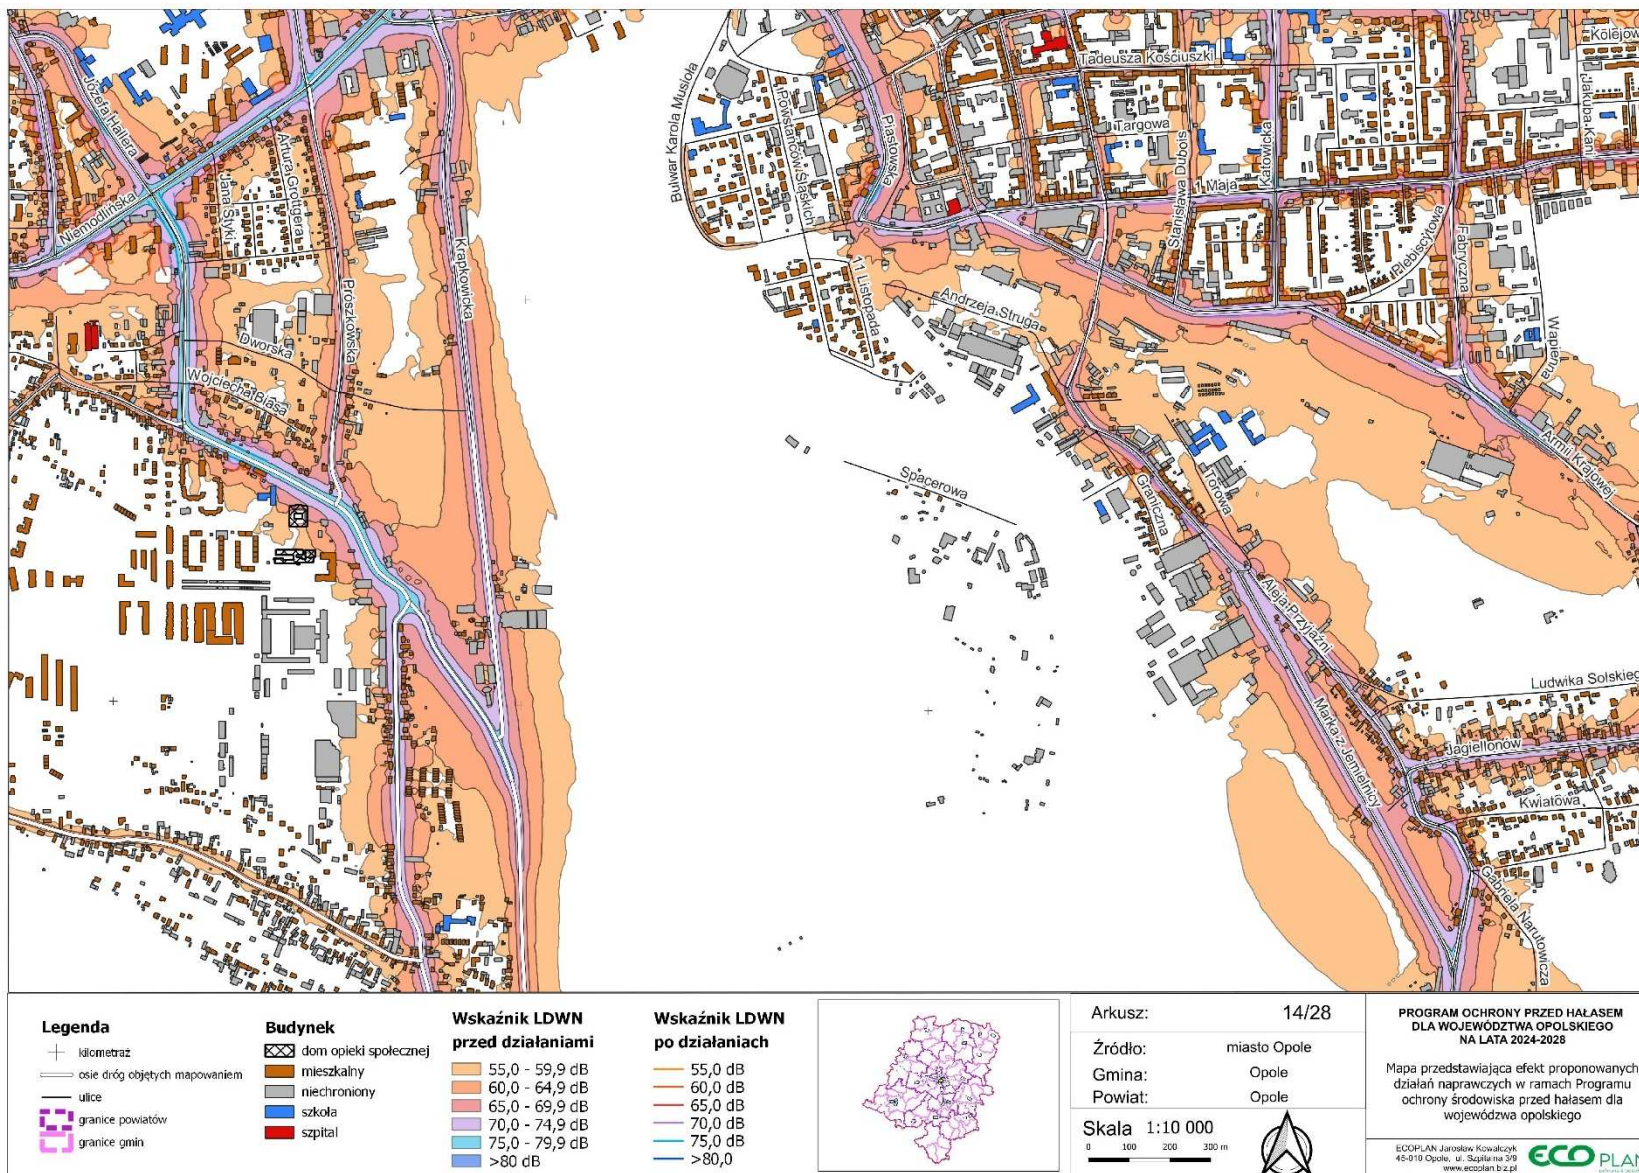 Józefa Hallera
Niemodlińska
Jana Styki
Artura Grottgera
Prószkowska
Krapkowicka
Dworska
Wojciecha Biasa
Bulwar Karola Musioła
Powstańców Śląskich
Piastowska
Tadeusza Kościuszki
Targowa
Stanisława Dubois
Katowicka
1 Maja
Jakuba Kani
Plebiscytowa
Fabryczna
Wapienna
11 Listopada
Andrzeja Struga
Spacerowa
Graniczna
Torowa
Armii Krajowej
Aleja Przyjaźni
Marka z Jemielnicy
Ludwika Solskieg
Jagiellonów
Kwiatowa
Gabriela Narutowicza
Legenda
kilometraż
osie dróg objętych mapowaniem
ulice
granice powiatów
granice gmin
Budynek
dom opieki społecznej
mieszkalny
niechroniony
szkoła
szpital
Wskaźnik LDWN
przed działaniami
55,0 - 59,9 dB
60,0 - 64,9 dB
65,0 - 69,9 dB
70,0 - 74,9 dB
75,0 - 79,9 dB
>80 dB
Wskaźnik LDWN
po działaniach
55,0 dB
60,0 dB
65,0 dB
70,0 dB
75,0 dB
>80,0
Arkusz: 14/28
Źródło: miasto Opole
Gmina: Opole
Powiat: Opole
Skala 1:10 000
0 100 200 300 m
PROGRAM OCHRONY PRZED HAŁASEM
DLA WOJEWÓDZTWA OPOLSKIEGO
NA LATA 2024-2028
Mapa przedstawiająca efekt proponowanych
działań naprawczych w ramach Programu
ochrony środowiska przed hałasem dla
wojewódzwa opolskiego
ECOPLAN Jarosław Kowalczyk
45-010 Opole, ul. Szpitalna 3/9
www.ecoplan.biz.pl
ECO PLAN